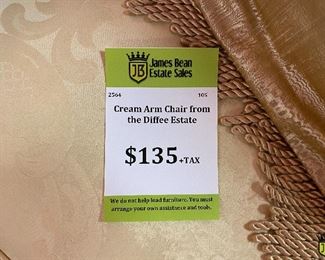 JB
James Bean
Estate Sales
2564 105
Cream Arm Chair from
the Diffee Estate
$135+TAX
We do not help load furniture. You must
arrange your own assistance and tools.